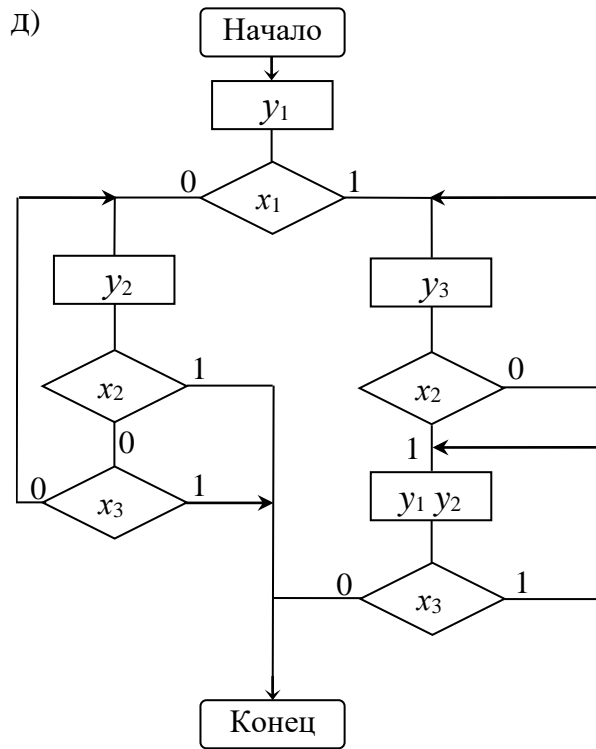 д)
Начало
y1
0 x1 1
y2 y3
x2 1 x2 0
0 1
0 x3 1 y1 y2
0 x3 1
Конец